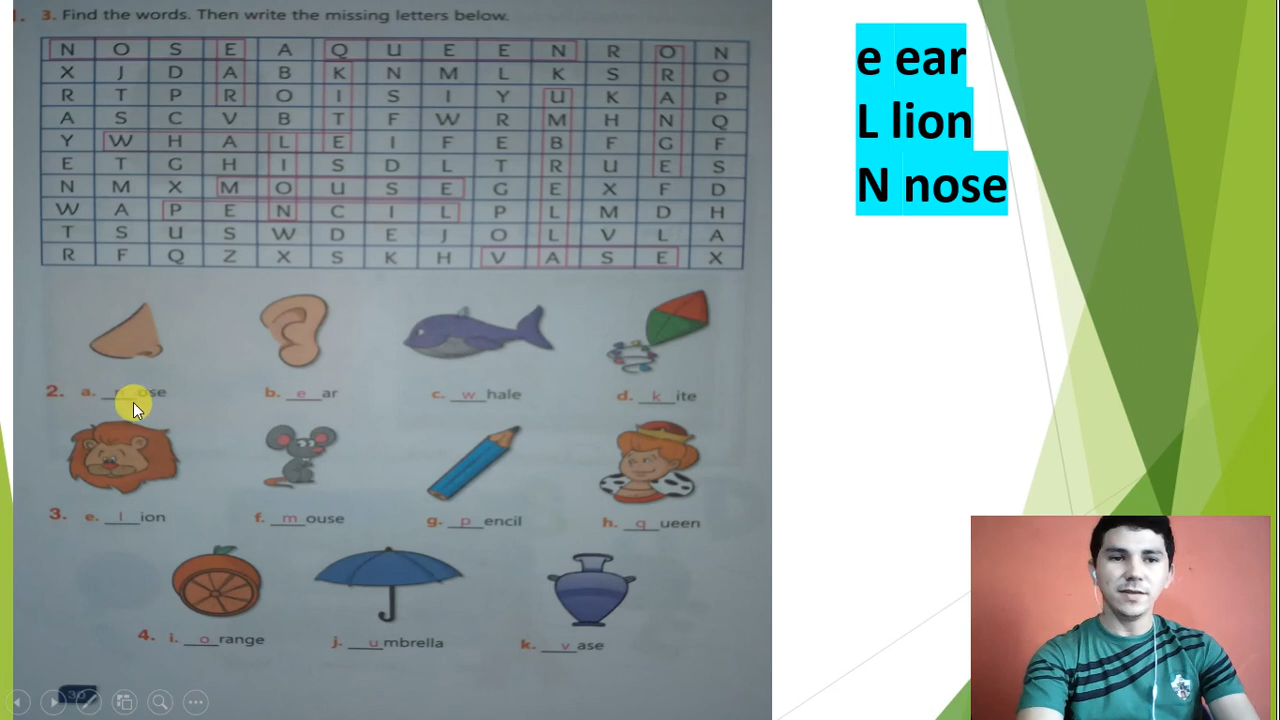 3. Find the words. Then write the missing letters below.
N O S E A Q U E E N R O N
X J D A B K N M L K S R O
R T P R O I S I Y U K A P
A S C V B T F W R M H N Q
Y W H A L E I F E B F G F
E T G H I S D L T R U E S
N M X M O U S E G E X F D
W A P E N C I L P L M D H
T S U S W D E J O L V L A
R F Q Z X S K H V A S E X
2. a. ose b. e ar c. w hale d. k ite
3. e. l ion f. m ouse g. p encil h. q ueen
4. i. o range j. u mbrella k. v ase
30
e ear
L lion
N nose